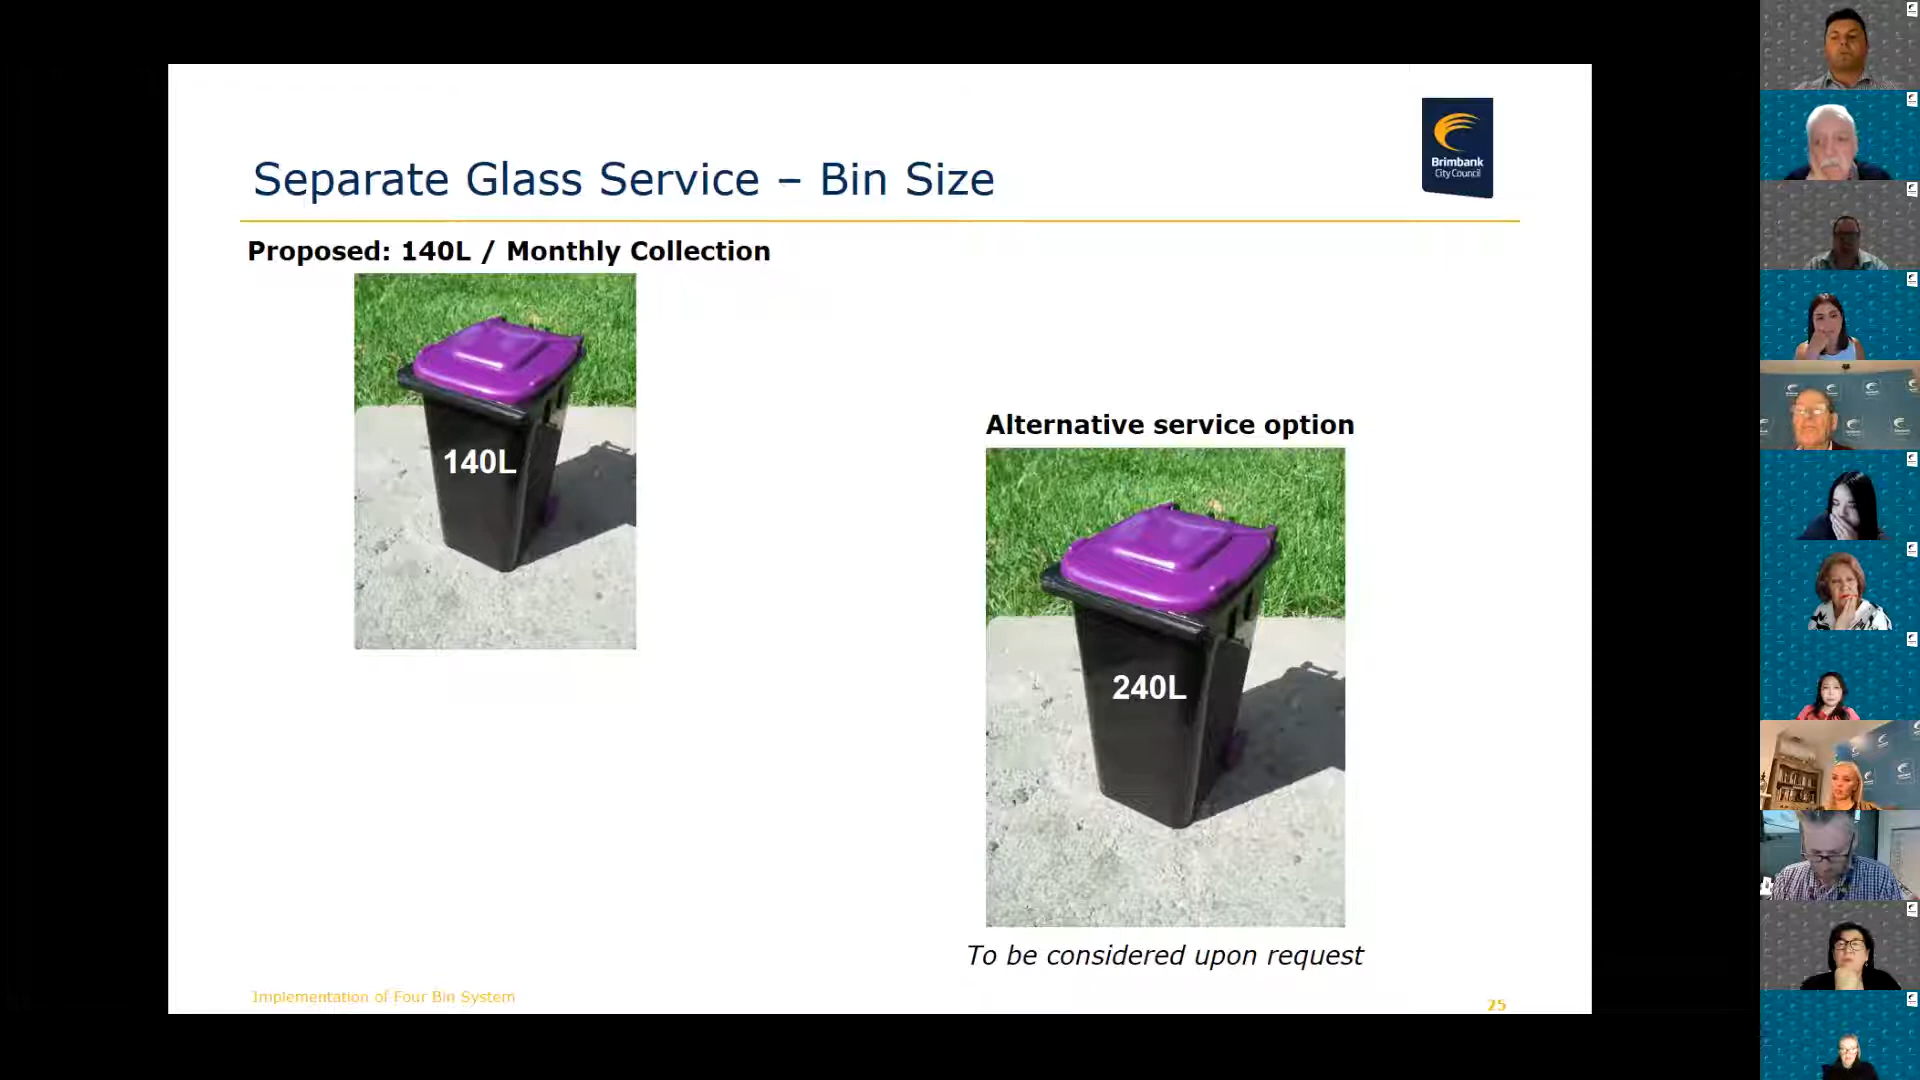 Brimbank
City Council
Separate Glass Service – Bin Size
Proposed: 140L / Monthly Collection
140L
Alternative service option
240L
To be considered upon request
Implementation of Four Bin System
25